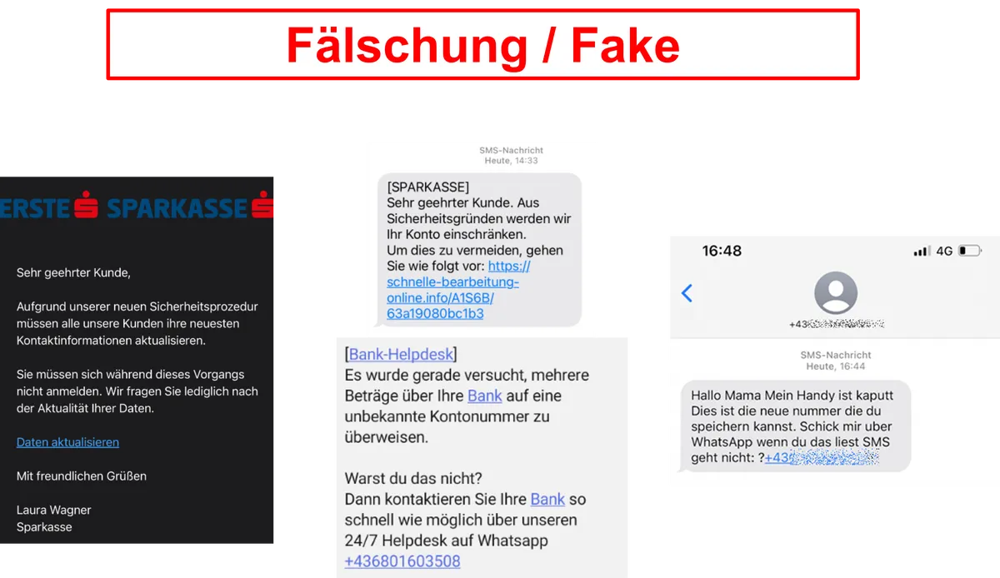 Fälschung / Fake
ERSTE SPARKASSE
Sehr geehrter Kunde,
Aufgrund unserer neuen Sicherheitsprozedur
müssen alle unsere Kunden ihre neuesten
Kontaktinformationen aktualisieren.
Sie müssen sich während dieses Vorgangs
nicht anmelden. Wir fragen Sie lediglich nach
der Aktualität Ihrer Daten.
Daten aktualisieren
Mit freundlichen Grüßen
Laura Wagner
Sparkasse
SMS-Nachricht
Heute, 14:33
[SPARKASSE]
Sehr geehrter Kunde. Aus
Sicherheitsgründen werden wir
Ihr Konto einschränken.
Um dies zu vermeiden, gehen
Sie wie folgt vor: https://
schnelle-bearbeitung-
online.info/A1S6B/
63a19080bc1b3
[Bank-Helpdesk]
Es wurde gerade versucht, mehrere
Beträge über Ihre Bank auf eine
unbekannte Kontonummer zu
überweisen.
Warst du das nicht?
Dann kontaktieren Sie Ihre Bank so
schnell wie möglich über unseren
24/7 Helpdesk auf Whatsapp
+436801603508
16:48
4G
+43
SMS-Nachricht
Heute, 16:44
Hallo Mama Mein Handy ist kaputt
Dies ist die neue nummer die du
speichern kannst. Schick mir uber
WhatsApp wenn du das liest SMS
geht nicht: ?+43